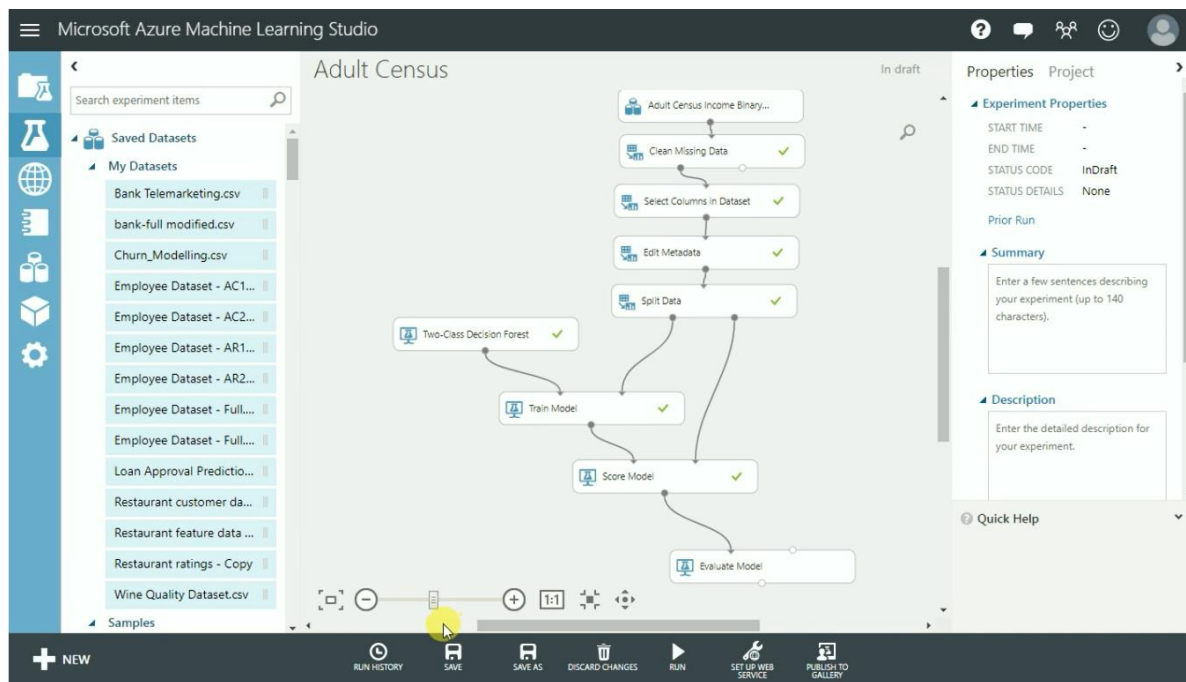 Microsoft Azure Machine Learning Studio
Search experiment items
Saved Datasets
My Datasets
Bank Telemarketing.csv
bank-full modified.csv
Churn_Modelling.csv
Employee Dataset - AC1...
Employee Dataset - AC2...
Employee Dataset - AR1...
Employee Dataset - AR2...
Employee Dataset - Full....
Employee Dataset - Full....
Loan Approval Predictio...
Restaurant customer da...
Restaurant feature data ...
Restaurant ratings - Copy
Wine Quality Dataset.csv
Samples
Adult Census
In draft
Adult Census Income Binary...
Clean Missing Data
Select Columns in Dataset
Edit Metadata
Split Data
Two-Class Decision Forest
Train Model
Score Model
Evaluate Model
1:1
Properties Project
Experiment Properties
START TIME -
END TIME -
STATUS CODE InDraft
STATUS DETAILS None
Prior Run
Summary
Enter a few sentences describing
your experiment (up to 140
characters).
Description
Enter the detailed description for
your experiment.
Quick Help
NEW
RUN HISTORY
SAVE
SAVE AS
DISCARD CHANGES
RUN
SET UP WEB
SERVICE
PUBLISH TO
GALLERY